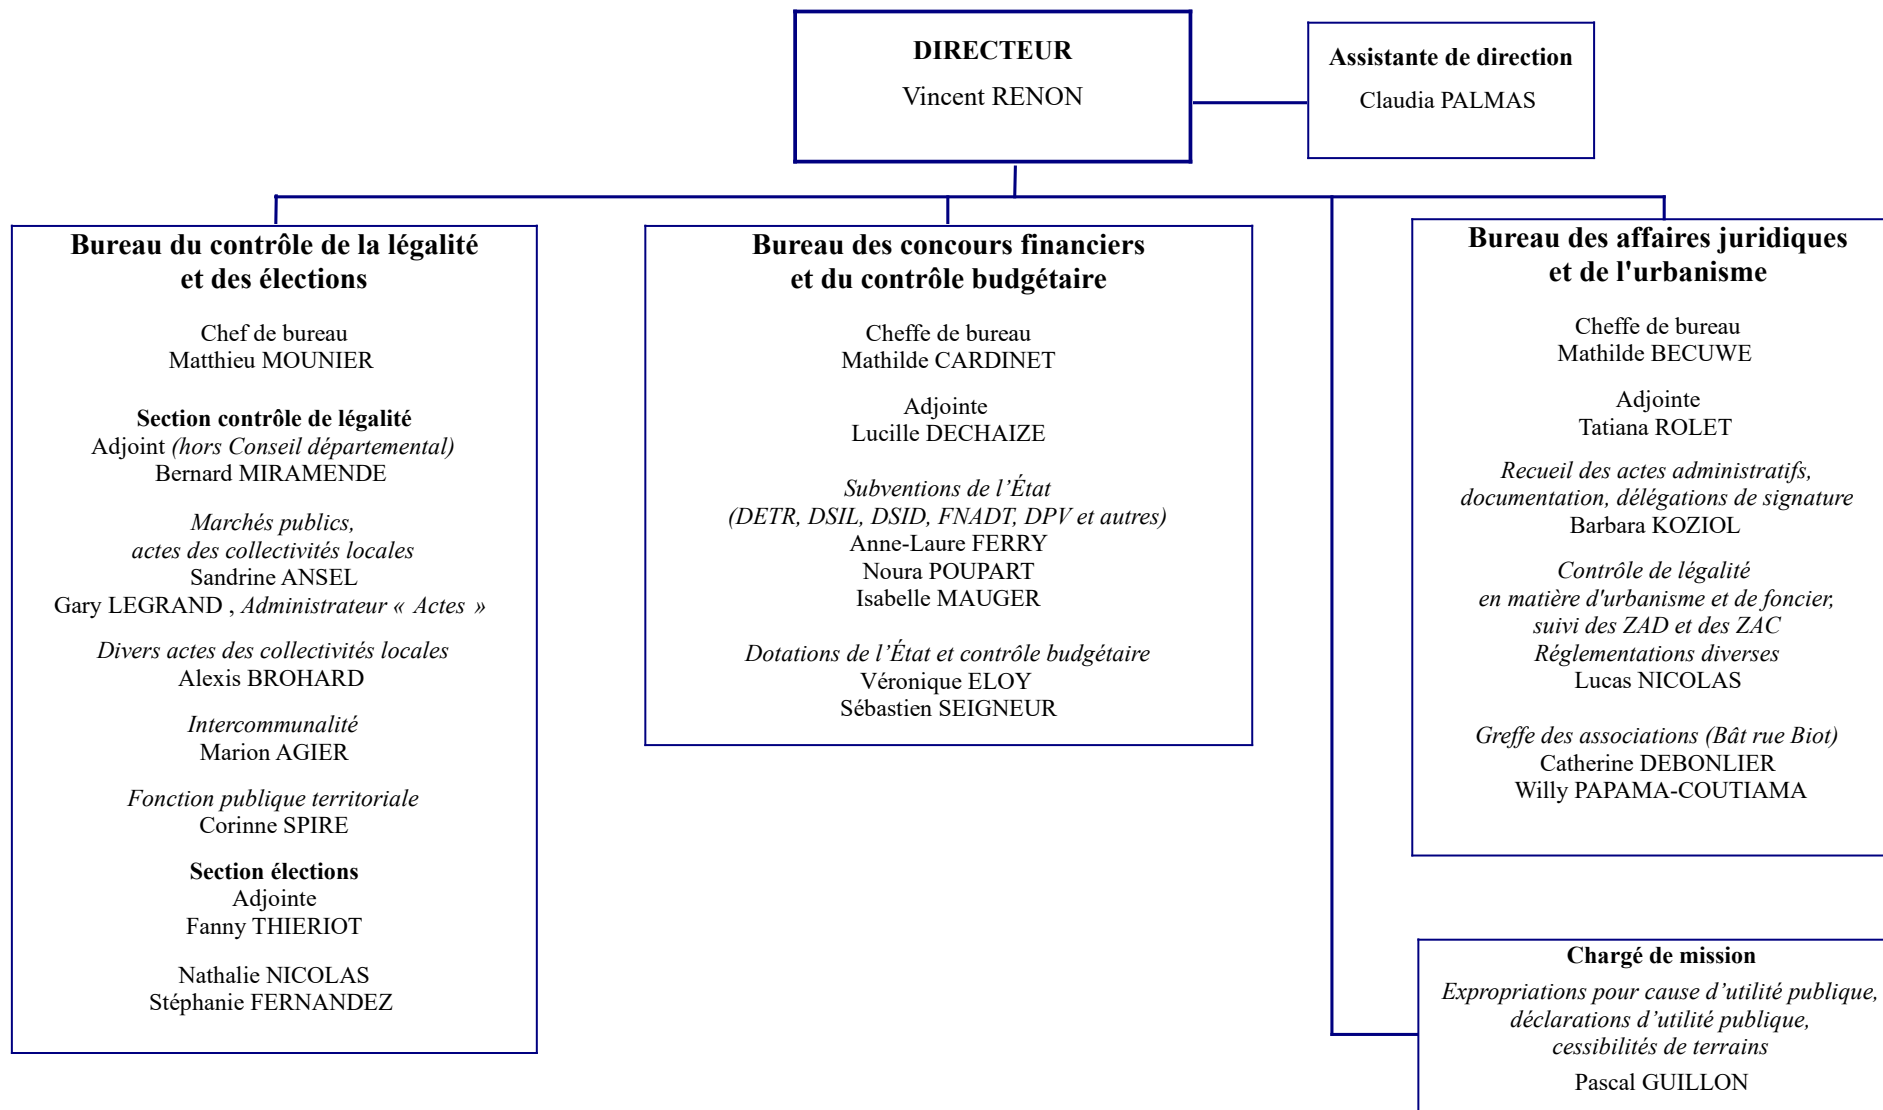 DIRECTEUR
Vincent RENON
Assistante de direction
Claudia PALMAS
Bureau du contrôle de la légalité
et des élections
Chef de bureau
Matthieu MOUNIER
Section contrôle de légalité
Adjoint (hors Conseil départemental)
Bernard MIRAMENDE
Marchés publics,
actes des collectivités locales
Sandrine ANSEL
Gary LEGRAND , Administrateur « Actes »
Divers actes des collectivités locales
Alexis BROHARD
Intercommunalité
Marion AGIER
Fonction publique territoriale
Corinne SPIRE
Section élections
Adjointe
Fanny THIERIOT
Nathalie NICOLAS
Stéphanie FERNANDEZ
Bureau des concours financiers
et du contrôle budgétaire
Cheffe de bureau
Mathilde CARDINET
Adjointe
Lucille DECHAIZE
Subventions de l’État
(DETR, DSIL, DSID, FNADT, DPV et autres)
Anne-Laure FERRY
Noura POUPART
Isabelle MAUGER
Dotations de l’État et contrôle budgétaire
Véronique ELOY
Sébastien SEIGNEUR
Bureau des affaires juridiques
et de l'urbanisme
Cheffe de bureau
Mathilde BECUWE
Adjointe
Tatiana ROLET
Recueil des actes administratifs,
documentation, délégations de signature
Barbara KOZIOL
Contrôle de légalité
en matière d'urbanisme et de foncier,
suivi des ZAD et des ZAC
Réglementations diverses
Lucas NICOLAS
Greffe des associations (Bât rue Biot)
Catherine DEBONLIER
Willy PAPAMA-COUTIAMA
Chargé de mission
Expropriations pour cause d’utilité publique,
déclarations d’utilité publique,
cessibilités de terrains
Pascal GUILLON